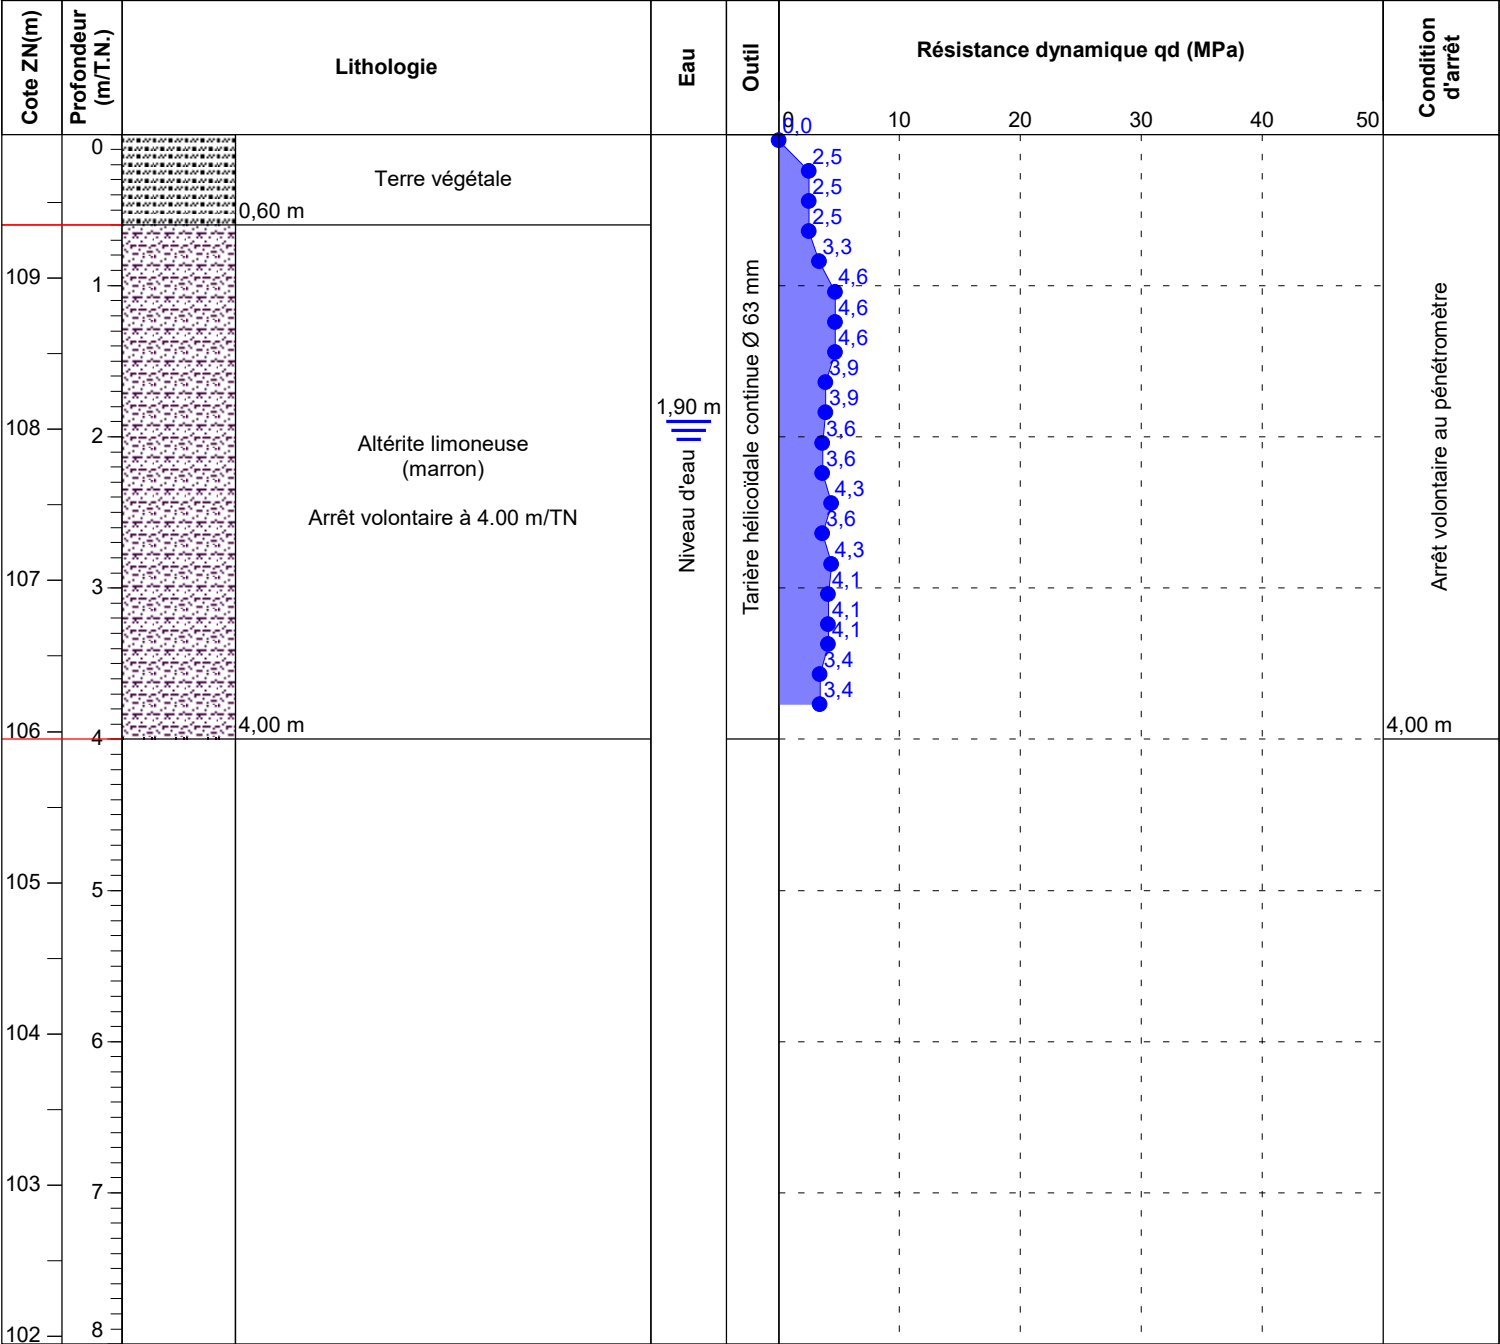 Cote ZN(m)
Profondeur
(m/T.N.)
Lithologie
Eau
Outil
Résistance dynamique qd (MPa)
Condition
d'arrêt
0
10
20
30
40
50
109
108
107
106
105
104
103
102
0
1
2
3
4
5
6
7
8
Terre végétale
0,60 m
Altérite limoneuse
(marron)
Arrêt volontaire à 4.00 m/TN
4,00 m
1,90 m
Niveau d'eau
Tarière hélicoïdale continue Ø 63 mm
0,0
2,5
2,5
2,5
3,3
4,6
4,6
4,6
3,9
3,9
3,6
3,6
4,3
3,6
4,3
4,1
4,1
4,1
3,4
3,4
Arrêt volontaire au pénétromètre
4,00 m